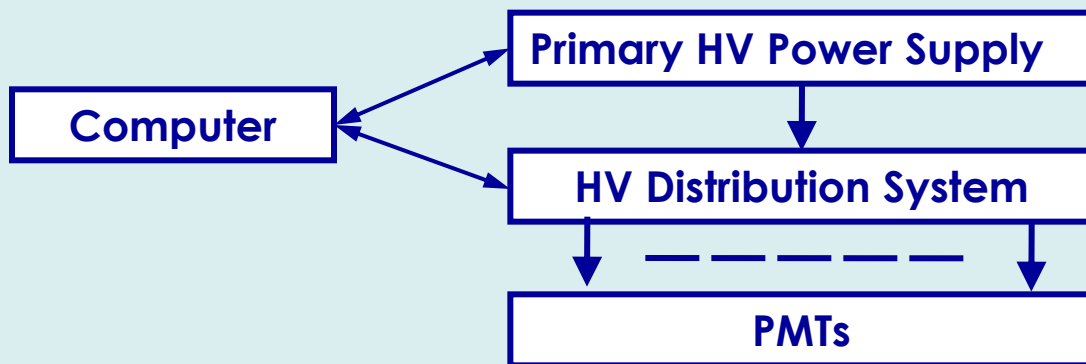 Primary HV Power Supply
Computer
HV Distribution System
PMTs